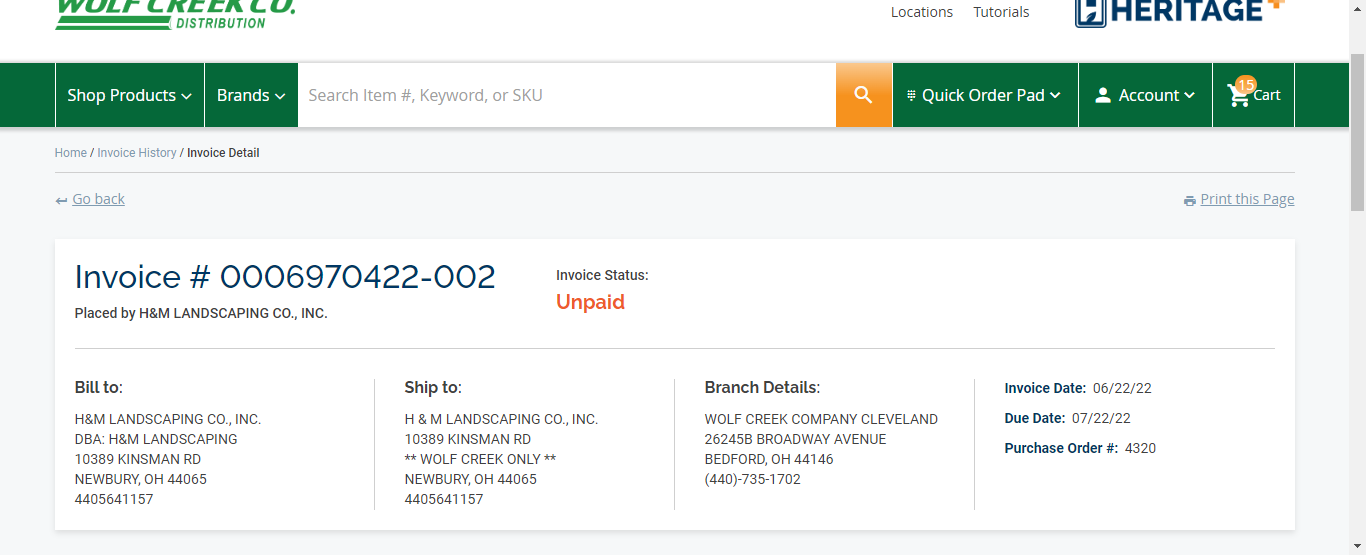 WOLF CREEK CO.
DISTRIBUTION
Locations Tutorials
HERITAGE+
Shop Products Brands Search Item #, Keyword, or SKU Quick Order Pad Account 15 Cart
Home / Invoice History / Invoice Detail
Go back Print this Page
Invoice # 0006970422-002
Placed by H&M LANDSCAPING CO., INC.
Invoice Status:
Unpaid
Bill to:
H&M LANDSCAPING CO., INC.
DBA: H&M LANDSCAPING
10389 KINSMAN RD
NEWBURY, OH 44065
4405641157
Ship to:
H & M LANDSCAPING CO., INC.
10389 KINSMAN RD
** WOLF CREEK ONLY **
NEWBURY, OH 44065
4405641157
Branch Details:
WOLF CREEK COMPANY CLEVELAND
26245B BROADWAY AVENUE
BEDFORD, OH 44146
(440)-735-1702
Invoice Date: 06/22/22
Due Date: 07/22/22
Purchase Order #: 4320